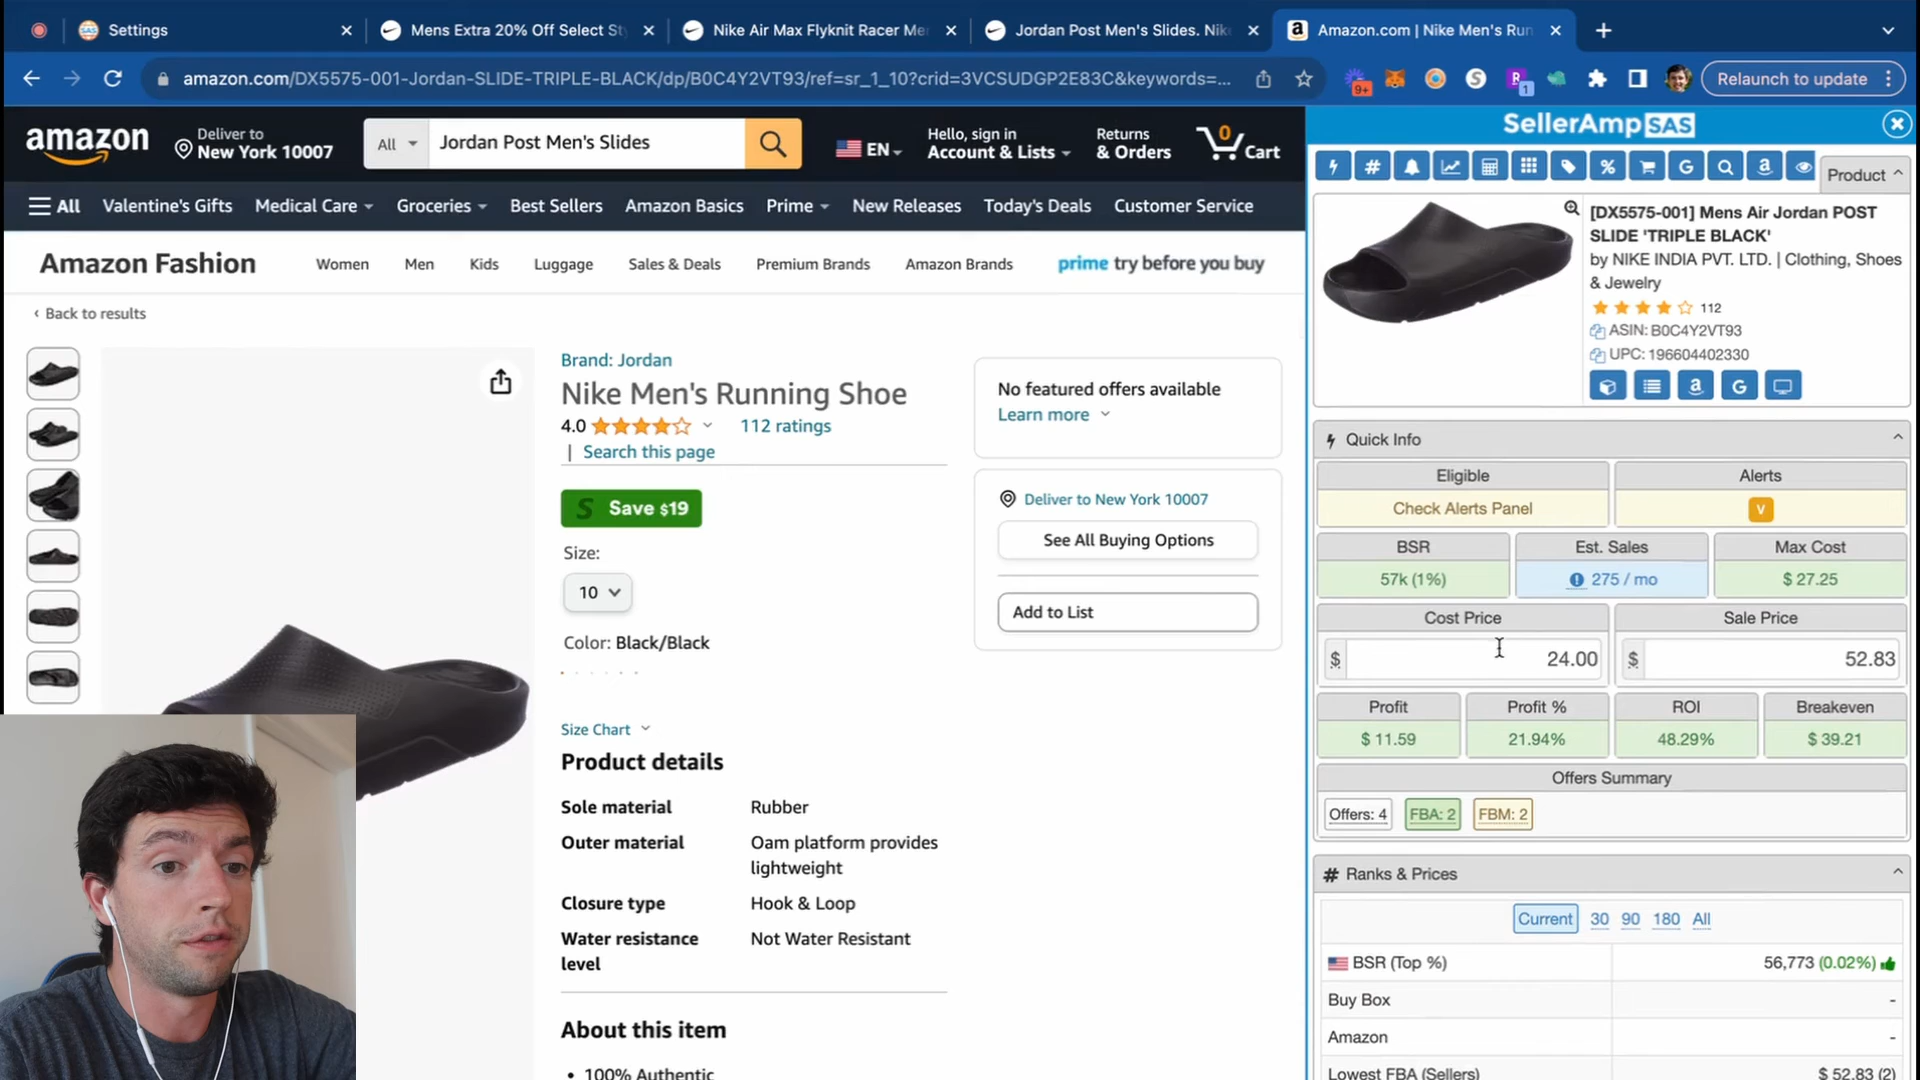 Settings
Mens Extra 20% Off Select St
Nike Air Max Flyknit Racer Me
Jordan Post Men's Slides. Nik
Amazon.com | Nike Men's Run
amazon.com/DX5575-001-Jordan-SLIDE-TRIPLE-BLACK/dp/B0C4Y2VT93/ref=sr_1_10?crid=3VCSUDGP2E83C&keywords=...
9+
1
Relaunch to update
amazon
Deliver to
New York 10007
All
Jordan Post Men's Slides
EN
Hello, sign in
Account & Lists
Returns
& Orders
0
Cart
All
Valentine's Gifts
Medical Care
Groceries
Best Sellers
Amazon Basics
Prime
New Releases
Today's Deals
Customer Service
Amazon Fashion
Women
Men
Kids
Luggage
Sales & Deals
Premium Brands
Amazon Brands
prime try before you buy
‹ Back to results
Brand: Jordan
Nike Men's Running Shoe
4.0
112 ratings
| Search this page
S Save $19
Size:
10
Color: Black/Black
Size Chart
Product details
Sole material Rubber
Outer material Oam platform provides
lightweight
Closure type Hook & Loop
Water resistance Not Water Resistant
level
About this item
• 100% Authentic
No featured offers available
Learn more
Deliver to New York 10007
See All Buying Options
Add to List
SellerAmp SAS
Product
[DX5575-001] Mens Air Jordan POST
SLIDE 'TRIPLE BLACK'
by NIKE INDIA PVT. LTD. | Clothing, Shoes
& Jewelry
112
ASIN: B0C4Y2VT93
UPC: 196604402330
Quick Info
Eligible
Alerts
Check Alerts Panel
V
BSR
Est. Sales
Max Cost
57k (1%)
275 / mo
$ 27.25
Cost Price
Sale Price
$ 24.00
$ 52.83
Profit
Profit %
ROI
Breakeven
$ 11.59
21.94%
48.29%
$ 39.21
Offers Summary
Offers: 4
FBA: 2
FBM: 2
# Ranks & Prices
Current 30 90 180 All
BSR (Top %) 56,773 (0.02%)
Buy Box -
Amazon -
Lowest FBA (Sellers) $ 52.83 (2)